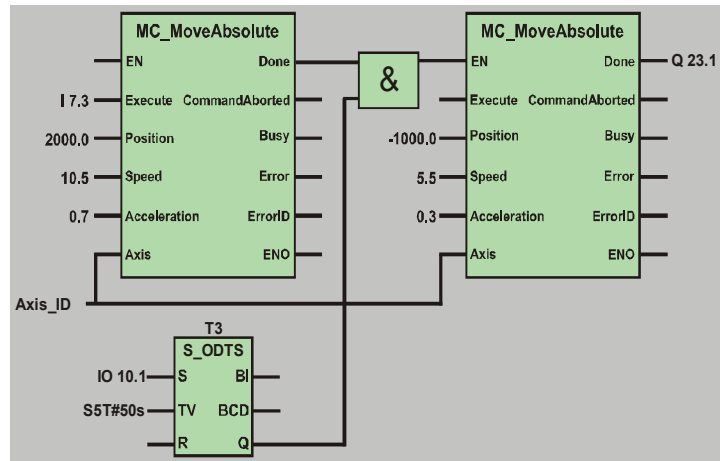 MC_MoveAbsolute
EN Done
I 7.3 Execute CommandAborted
2000.0 Position Busy
10.5 Speed Error
0.7 Acceleration ErrorID
Axis ENO
&
MC_MoveAbsolute
EN Done Q 23.1
Execute CommandAborted
-1000.0 Position Busy
5.5 Speed Error
0.3 Acceleration ErrorID
Axis ENO
Axis_ID
T3
S_ODTS
IO 10.1 S BI
S5T#50s TV BCD
R Q